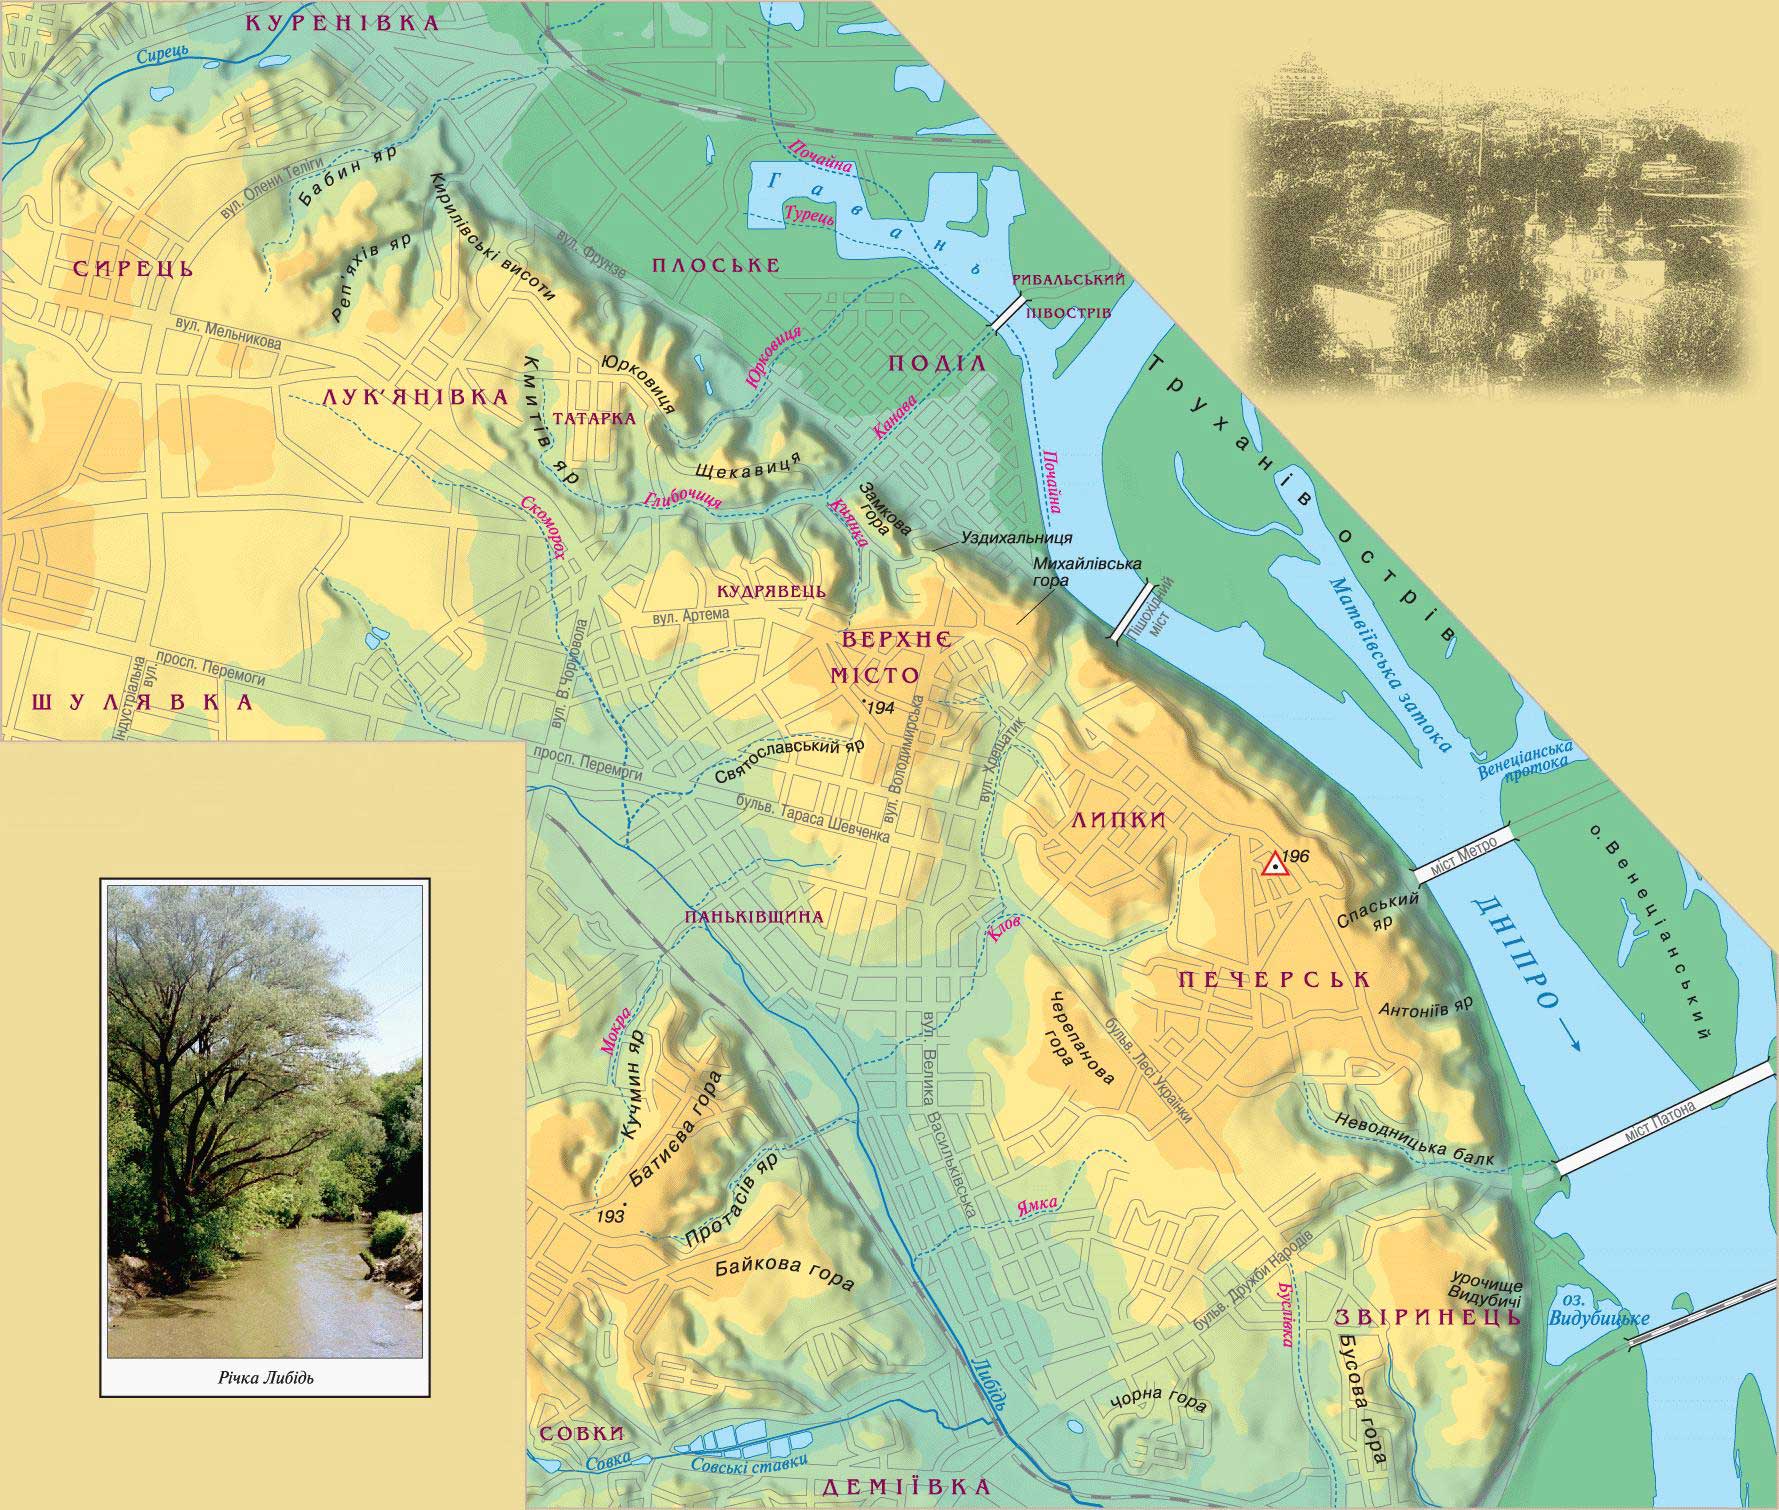 КУРЕНІВКА
Сирець
вул. Олени Теліги
Бабин яр
Кирилівські висоти
Реп'яхів яр
СИРЕЦЬ
вул. Фрунзе
ПЛОСЬКЕ
Почайна
Гавань
Турець
РИБАЛЬСЬКИЙ
ПІВОСТРІВ
вул. Мельникова
ЛУК'ЯНІВКА
Кмитів яр
ТАТАРКА
Юрковиця
Юрковиця
ПОДІЛ
Канава
Щекавиця
Глибочиця
Скоморох
Киянка
Замкова
гора
Почайна
Уздихальниця
Михайлівська
гора
Труханів острів
Матвіївська затока
Пішохідний
міст
КУДРЯВЕЦЬ
вул. Артема
ВЕРХНЄ
МІСТО
194
вул. В.Чорновола
просп. Перемоги
Індустріальна
вул.
ШУЛЯВКА
просп. Перемоги
Святославський яр
вул. Володимирська
вул. Хдещатик
бульв. Тараса Шевченка
Венеціанська
протока
ЛИПКИ
196
міст Метро
о. Венеціанський
Спаський
яр
ДНІПРО
ПАНЬКІВЩИНА
Клов
ПЕЧЕРСЬК
Антоніїв яр
Черепанова
гора
бульв. Лесі Українки
Мокра
Кучмин яр
Батиєва гора
вул. Велика Васильківська
Неводницька балк
міст Патона
Протасів яр
193
Байкова гора
Ямка
бульв. Дружби Народів
Буслівка
урочище
Видубичі
ЗВІРИНЕЦЬ
оз.
Видубицьке
Бусова гора
Чорна гора
Либідь
СОВКИ
Совка
Совські ставки
ДЕМІЇВКА
Річка Либідь